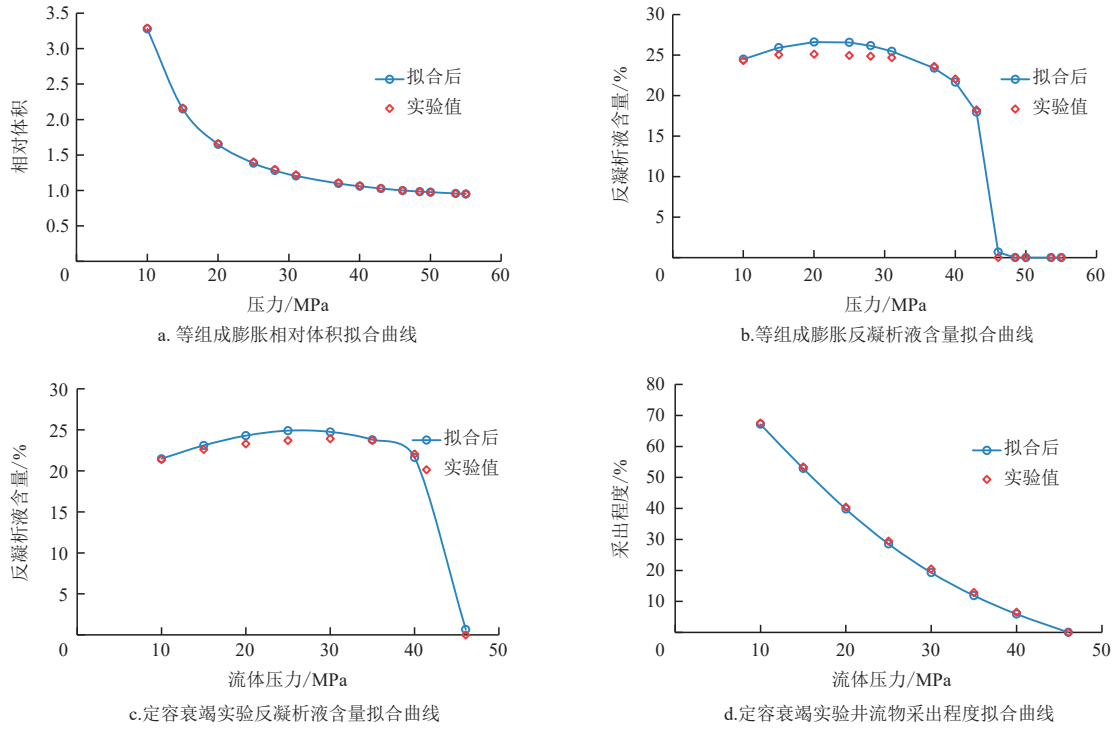 3.5
3.0
2.5
2.0
1.5
1.0
0.5
0
10
20
30
40
50
60
相对体积
压力/MPa
拟合后
实验值
a. 等组成膨胀相对体积拟合曲线
30
25
20
15
10
5
0
10
20
30
40
50
60
反凝析液含量/%
压力/MPa
拟合后
实验值
b.等组成膨胀反凝析液含量拟合曲线
30
25
20
15
10
5
0
10
20
30
40
50
反凝析液含量/%
流体压力/MPa
拟合后
实验值
c.定容衰竭实验反凝析液含量拟合曲线
80
70
60
50
40
30
20
10
0
10
20
30
40
50
采出程度/%
流体压力/MPa
拟合后
实验值
d.定容衰竭实验井流物采出程度拟合曲线